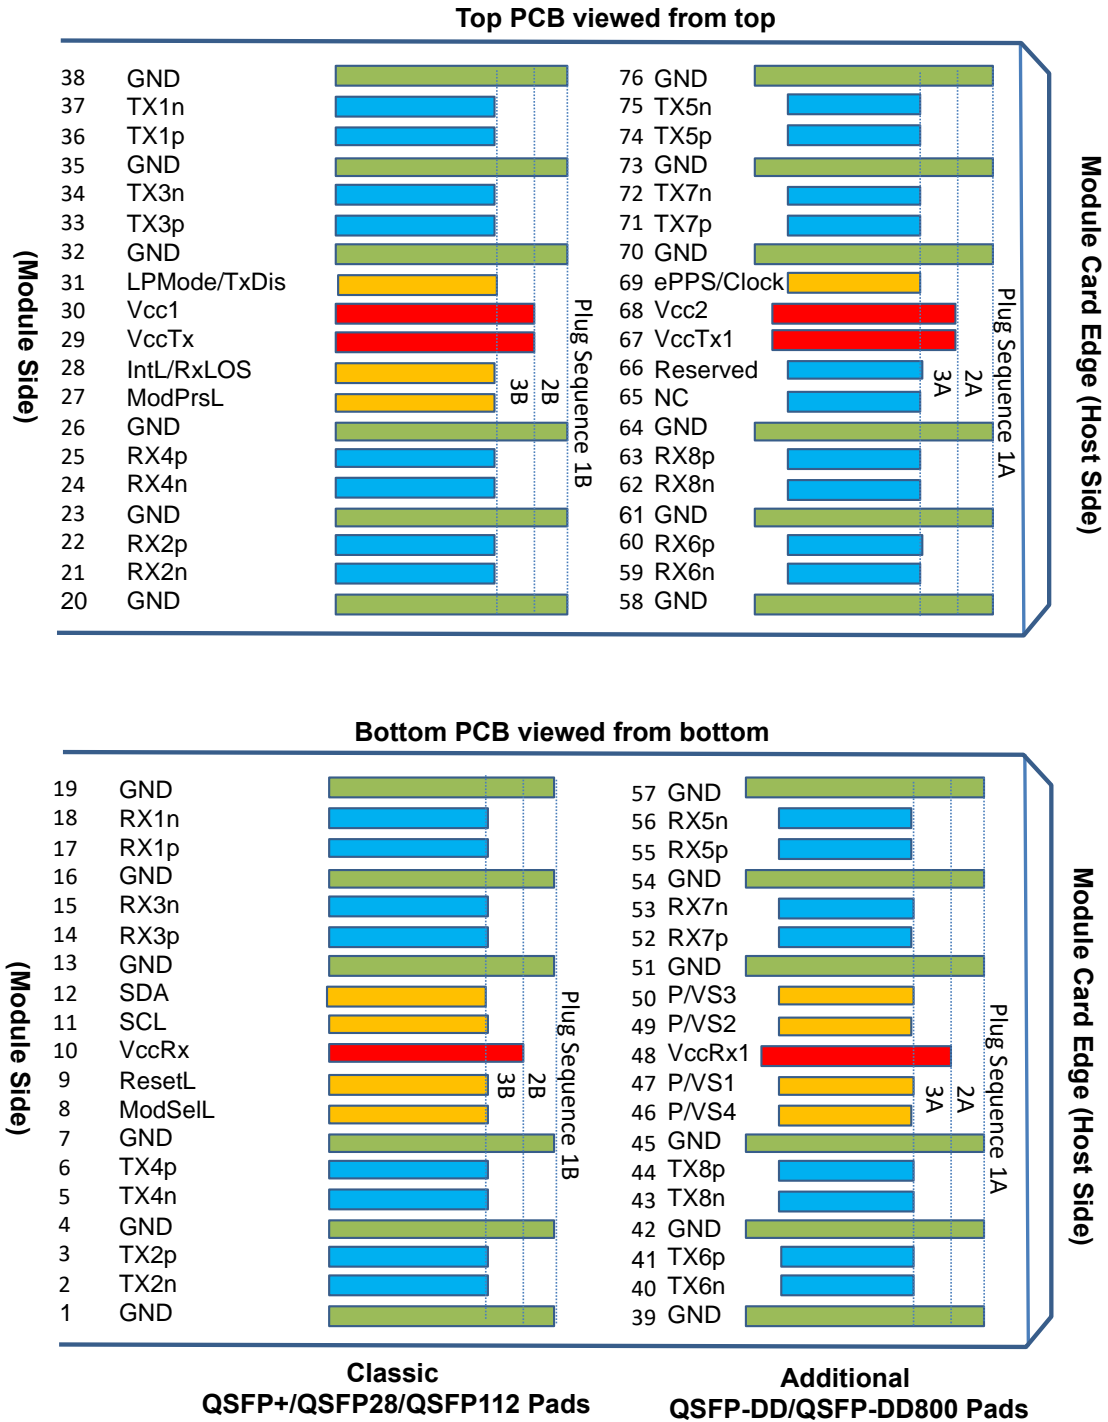 Top PCB viewed from top
38 GND 76 GND
37 TX1n 75 TX5n
36 TX1p 74 TX5p
35 GND 73 GND
34 TX3n 72 TX7n
33 TX3p 71 TX7p
32 GND 70 GND
31 LPMode/TxDis 69 ePPS/Clock
30 Vcc1 68 Vcc2
29 VccTx 67 VccTx1
28 IntL/RxLOS 66 Reserved
27 ModPrsL 65 NC
26 GND 64 GND
25 RX4p 63 RX8p
24 RX4n 62 RX8n
23 GND 61 GND
22 RX2p 60 RX6p
21 RX2n 59 RX6n
20 GND 58 GND
(Module Side)
3B
2B
Plug Sequence 1B
3A
2A
Plug Sequence 1A
Module Card Edge (Host Side)
Bottom PCB viewed from bottom
19 GND 57 GND
18 RX1n 56 RX5n
17 RX1p 55 RX5p
16 GND 54 GND
15 RX3n 53 RX7n
14 RX3p 52 RX7p
13 GND 51 GND
12 SDA 50 P/VS3
11 SCL 49 P/VS2
10 VccRx 48 VccRx1
9 ResetL 47 P/VS1
8 ModSelL 46 P/VS4
7 GND 45 GND
6 TX4p 44 TX8p
5 TX4n 43 TX8n
4 GND 42 GND
3 TX2p 41 TX6p
2 TX2n 40 TX6n
1 GND 39 GND
(Module Side)
3B
2B
Plug Sequence 1B
3A
2A
Plug Sequence 1A
Module Card Edge (Host Side)
Classic
QSFP+/QSFP28/QSFP112 Pads
Additional
QSFP-DD/QSFP-DD800 Pads